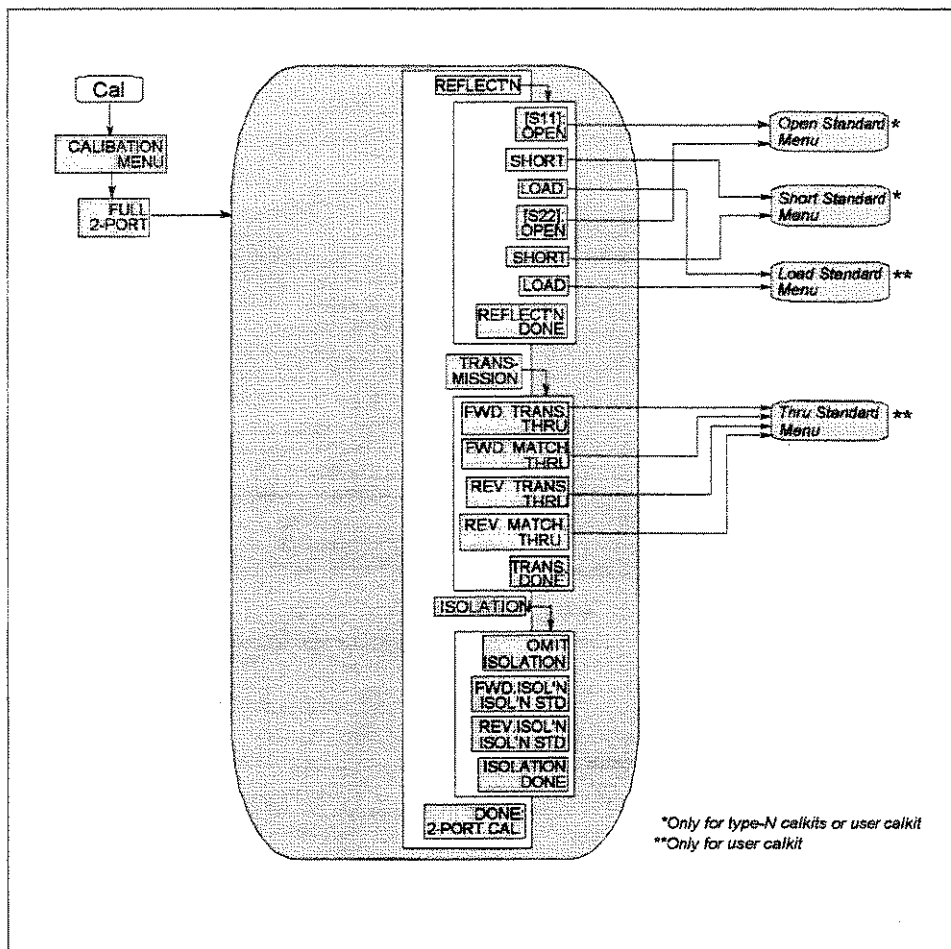 Cal
CALIBATION
MENU
FULL
2-PORT
REFLECT'N
[S11]:
OPEN
SHORT
LOAD
[S22]:
OPEN
SHORT
LOAD
REFLECT'N
DONE
TRANS-
MISSION
FWD. TRANS.
THRU
FWD. MATCH.
THRU
REV. TRANS.
THRU
REV. MATCH.
THRU
TRANS.
DONE
ISOLATION
OMIT
ISOLATION
FWD.ISOL'N
ISOL'N STD
REV.ISOL'N
ISOL'N STD
ISOLATION
DONE
DONE:
2-PORT CAL
Open Standard *
Menu
Short Standard *
Menu
Load Standard **
Menu
Thru Standard **
Menu
*Only for type-N calkits or user calkit
**Only for user calkit